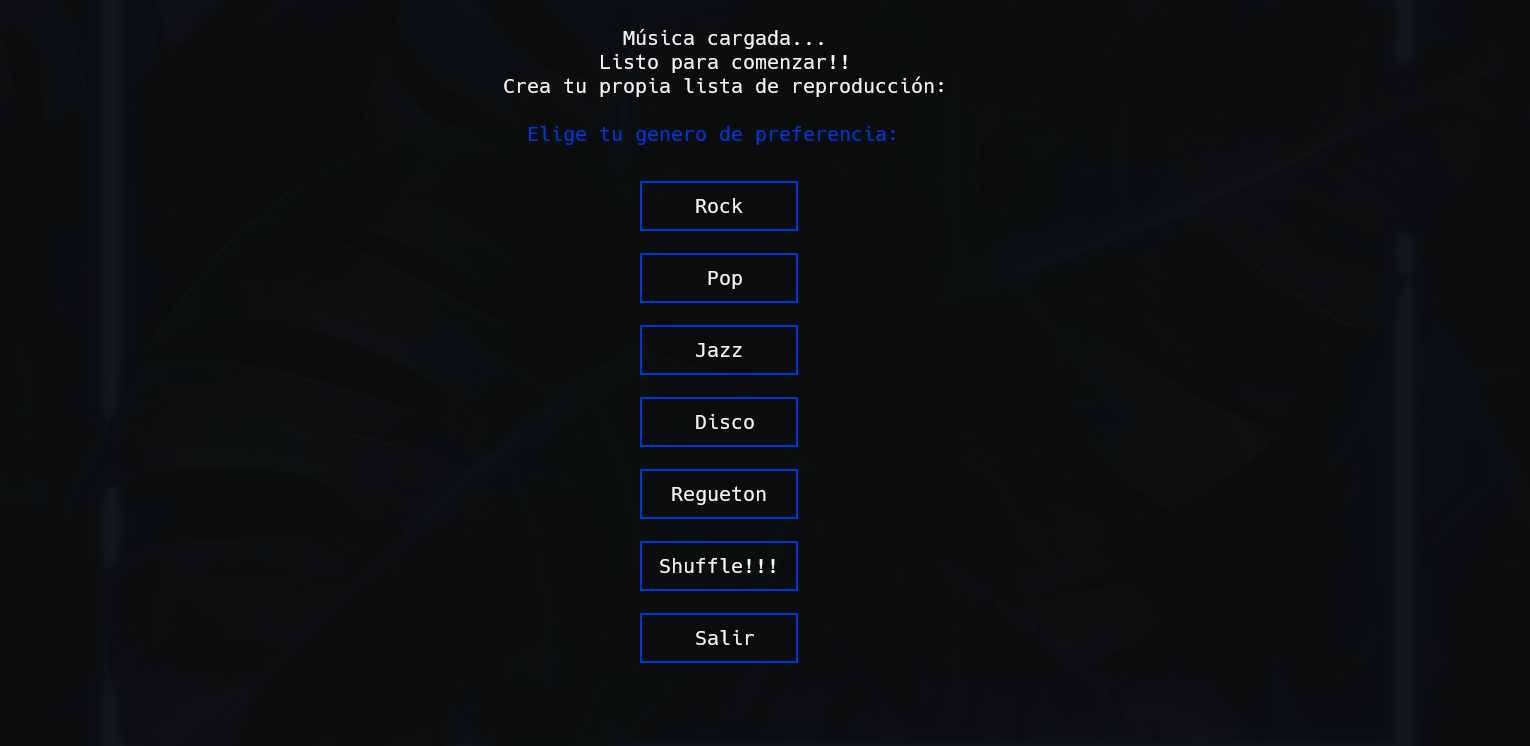 Música cargada...
Listo para comenzar!!
Crea tu propia lista de reproducción:
Elige tu genero de preferencia:
Rock
Pop
Jazz
Disco
Regueton
Shuffle!!!
Salir